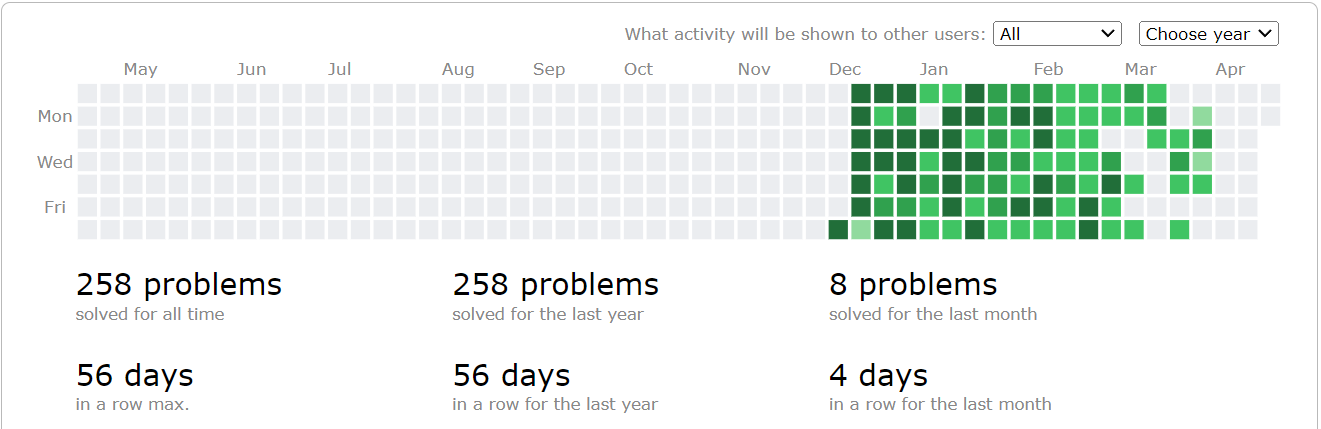 What activity will be shown to other users: All Choose year
May Jun Jul Aug Sep Oct Nov Dec Jan Feb Mar Apr
Mon
Wed
Fri
258 problems 258 problems 8 problems
solved for all time solved for the last year solved for the last month
56 days 56 days 4 days
in a row max. in a row for the last year in a row for the last month